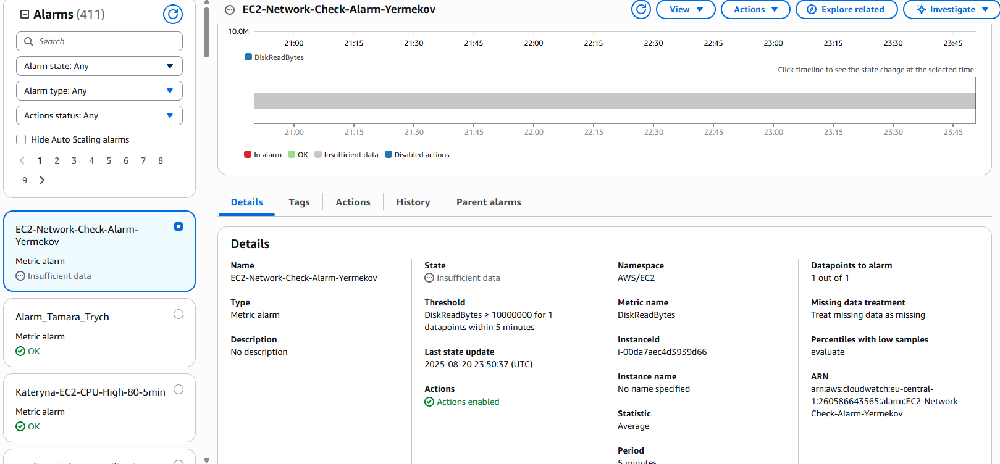 Alarms (411)
Search
Alarm state: Any
Alarm type: Any
Actions status: Any
Hide Auto Scaling alarms
1 2 3 4 5 6 7 8
9
EC2-Network-Check-Alarm-
Yermekov
Metric alarm
Insufficient data
Alarm_Tamara_Trych
Metric alarm
OK
Kateryna-EC2-CPU-High-80-5min
Metric alarm
OK
EC2-Network-Check-Alarm-Yermekov
View
Actions
Explore related
Investigate
10.0M
21:00 21:15 21:30 21:45 22:00 22:15 22:30 22:45 23:00 23:15 23:30 23:45
DiskReadBytes
Click timeline to see the state change at the selected time.
21:00 21:15 21:30 21:45 22:00 22:15 22:30 22:45 23:00 23:15 23:30 23:45
In alarm OK Insufficient data Disabled actions
Details Tags Actions History Parent alarms
Details
Name
EC2-Network-Check-Alarm-Yermekov
Type
Metric alarm
Description
No description
State
Insufficient data
Threshold
DiskReadBytes > 10000000 for 1
datapoints within 5 minutes
Last state update
2025-08-20 23:50:37 (UTC)
Actions
Actions enabled
Namespace
AWS/EC2
Metric name
DiskReadBytes
InstanceId
i-00da7aec4d3939d66
Instance name
No name specified
Statistic
Average
Period
5 minutes
Datapoints to alarm
1 out of 1
Missing data treatment
Treat missing data as missing
Percentiles with low samples
evaluate
ARN
arn:aws:cloudwatch:eu-central-
1:260586643565:alarm:EC2-Network-
Check-Alarm-Yermekov